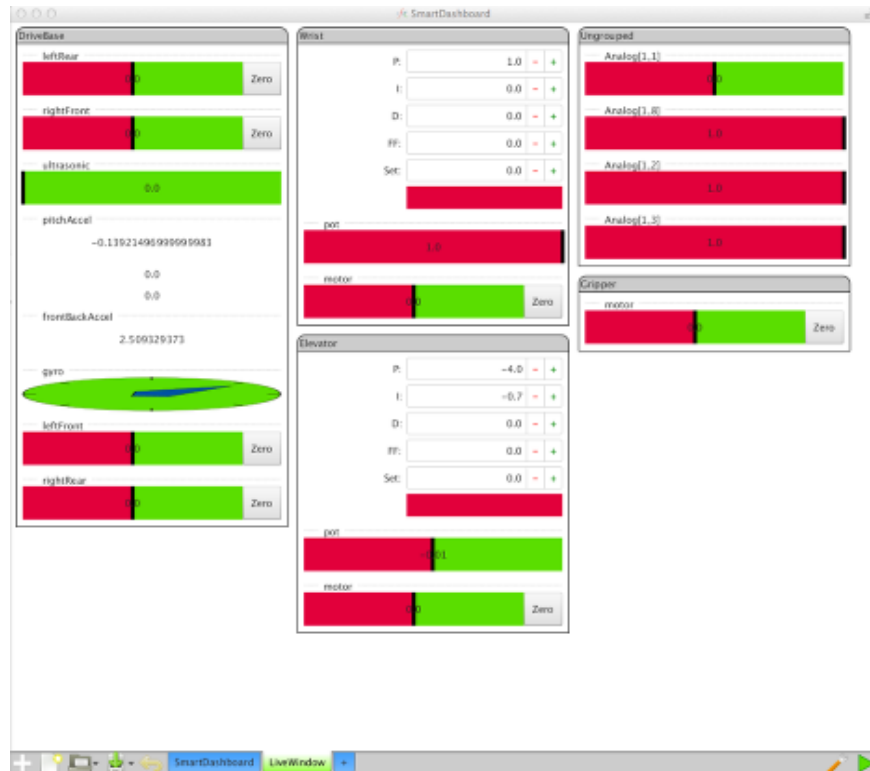 SmartDashboard
DriveBase
leftRear
0.0
Zero
rightFront
0.0
Zero
ultrasonic
0.0
pitchAccel
-0.13921496999999983
0.0
0.0
frontBackAccel
2.509329373
gyro
leftFront
0.0
Zero
rightRear
0.0
Zero
Wrist
P: 1.0 - +
I: 0.0 - +
D: 0.0 - +
FF: 0.0 - +
Set: 0.0 - +
pot
1.0
motor
0.0
Zero
Elevator
P: -4.0 - +
I: -0.7 - +
D: 0.0 - +
FF: 0.0 - +
Set: 0.0 - +
pot
-0.01
motor
0.0
Zero
Ungrouped
Analog[1,1]
0.0
Analog[1,8]
1.0
Analog[1,2]
1.0
Analog[1,3]
1.0
Gripper
motor
0.0
Zero
SmartDashboard LiveWindow +